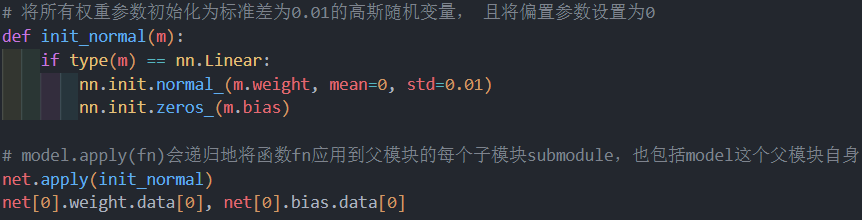 # 将所有权重参数初始化为标准差为0.01的高斯随机变量， 且将偏置参数设置为0
def init_normal(m):
    if type(m) == nn.Linear:
        nn.init.normal_(m.weight, mean=0, std=0.01)
        nn.init.zeros_(m.bias)

# model.apply(fn)会递归地将函数fn应用到父模块的每个子模块submodule，也包括model这个父模块自身
net.apply(init_normal)
net[0].weight.data[0], net[0].bias.data[0]